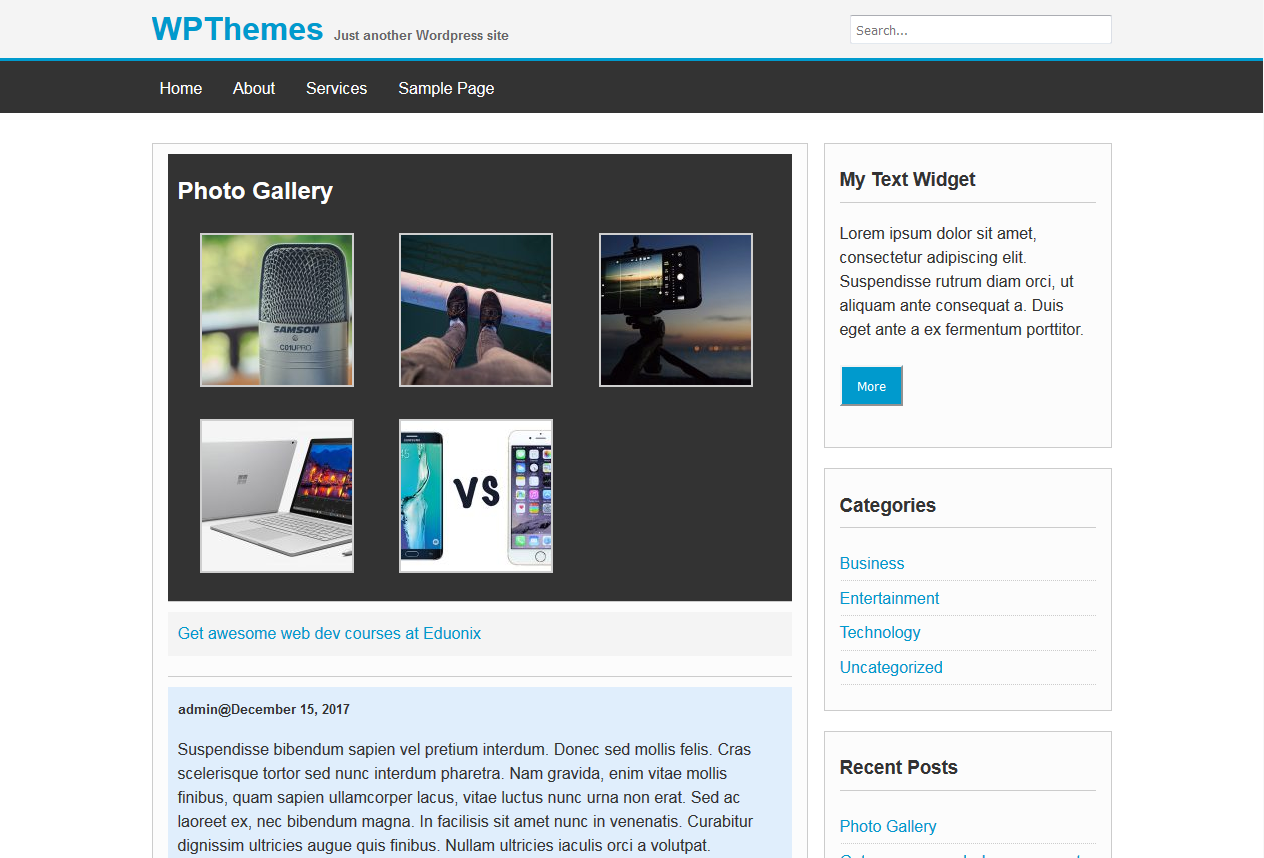 WPThemes Just another Wordpress site
Search...
Home About Services Sample Page
Photo Gallery
SAMSON
C01U PRO
VS
Get awesome web dev courses at Eduonix
admin@December 15, 2017
Suspendisse bibendum sapien vel pretium interdum. Donec sed mollis felis. Cras
scelerisque tortor sed nunc interdum pharetra. Nam gravida, enim vitae mollis
finibus, quam sapien ullamcorper lacus, vitae luctus nunc urna non erat. Sed ac
laoreet ex, nec bibendum magna. In facilisis sit amet nunc in venenatis. Curabitur
dignissim ultricies augue quis finibus. Nullam ultricies iaculis orci a volutpat.
My Text Widget
Lorem ipsum dolor sit amet,
consectetur adipiscing elit.
Suspendisse rutrum diam orci, ut
aliquam ante consequat a. Duis
eget ante a ex fermentum porttitor.
More
Categories
Business
Entertainment
Technology
Uncategorized
Recent Posts
Photo Gallery